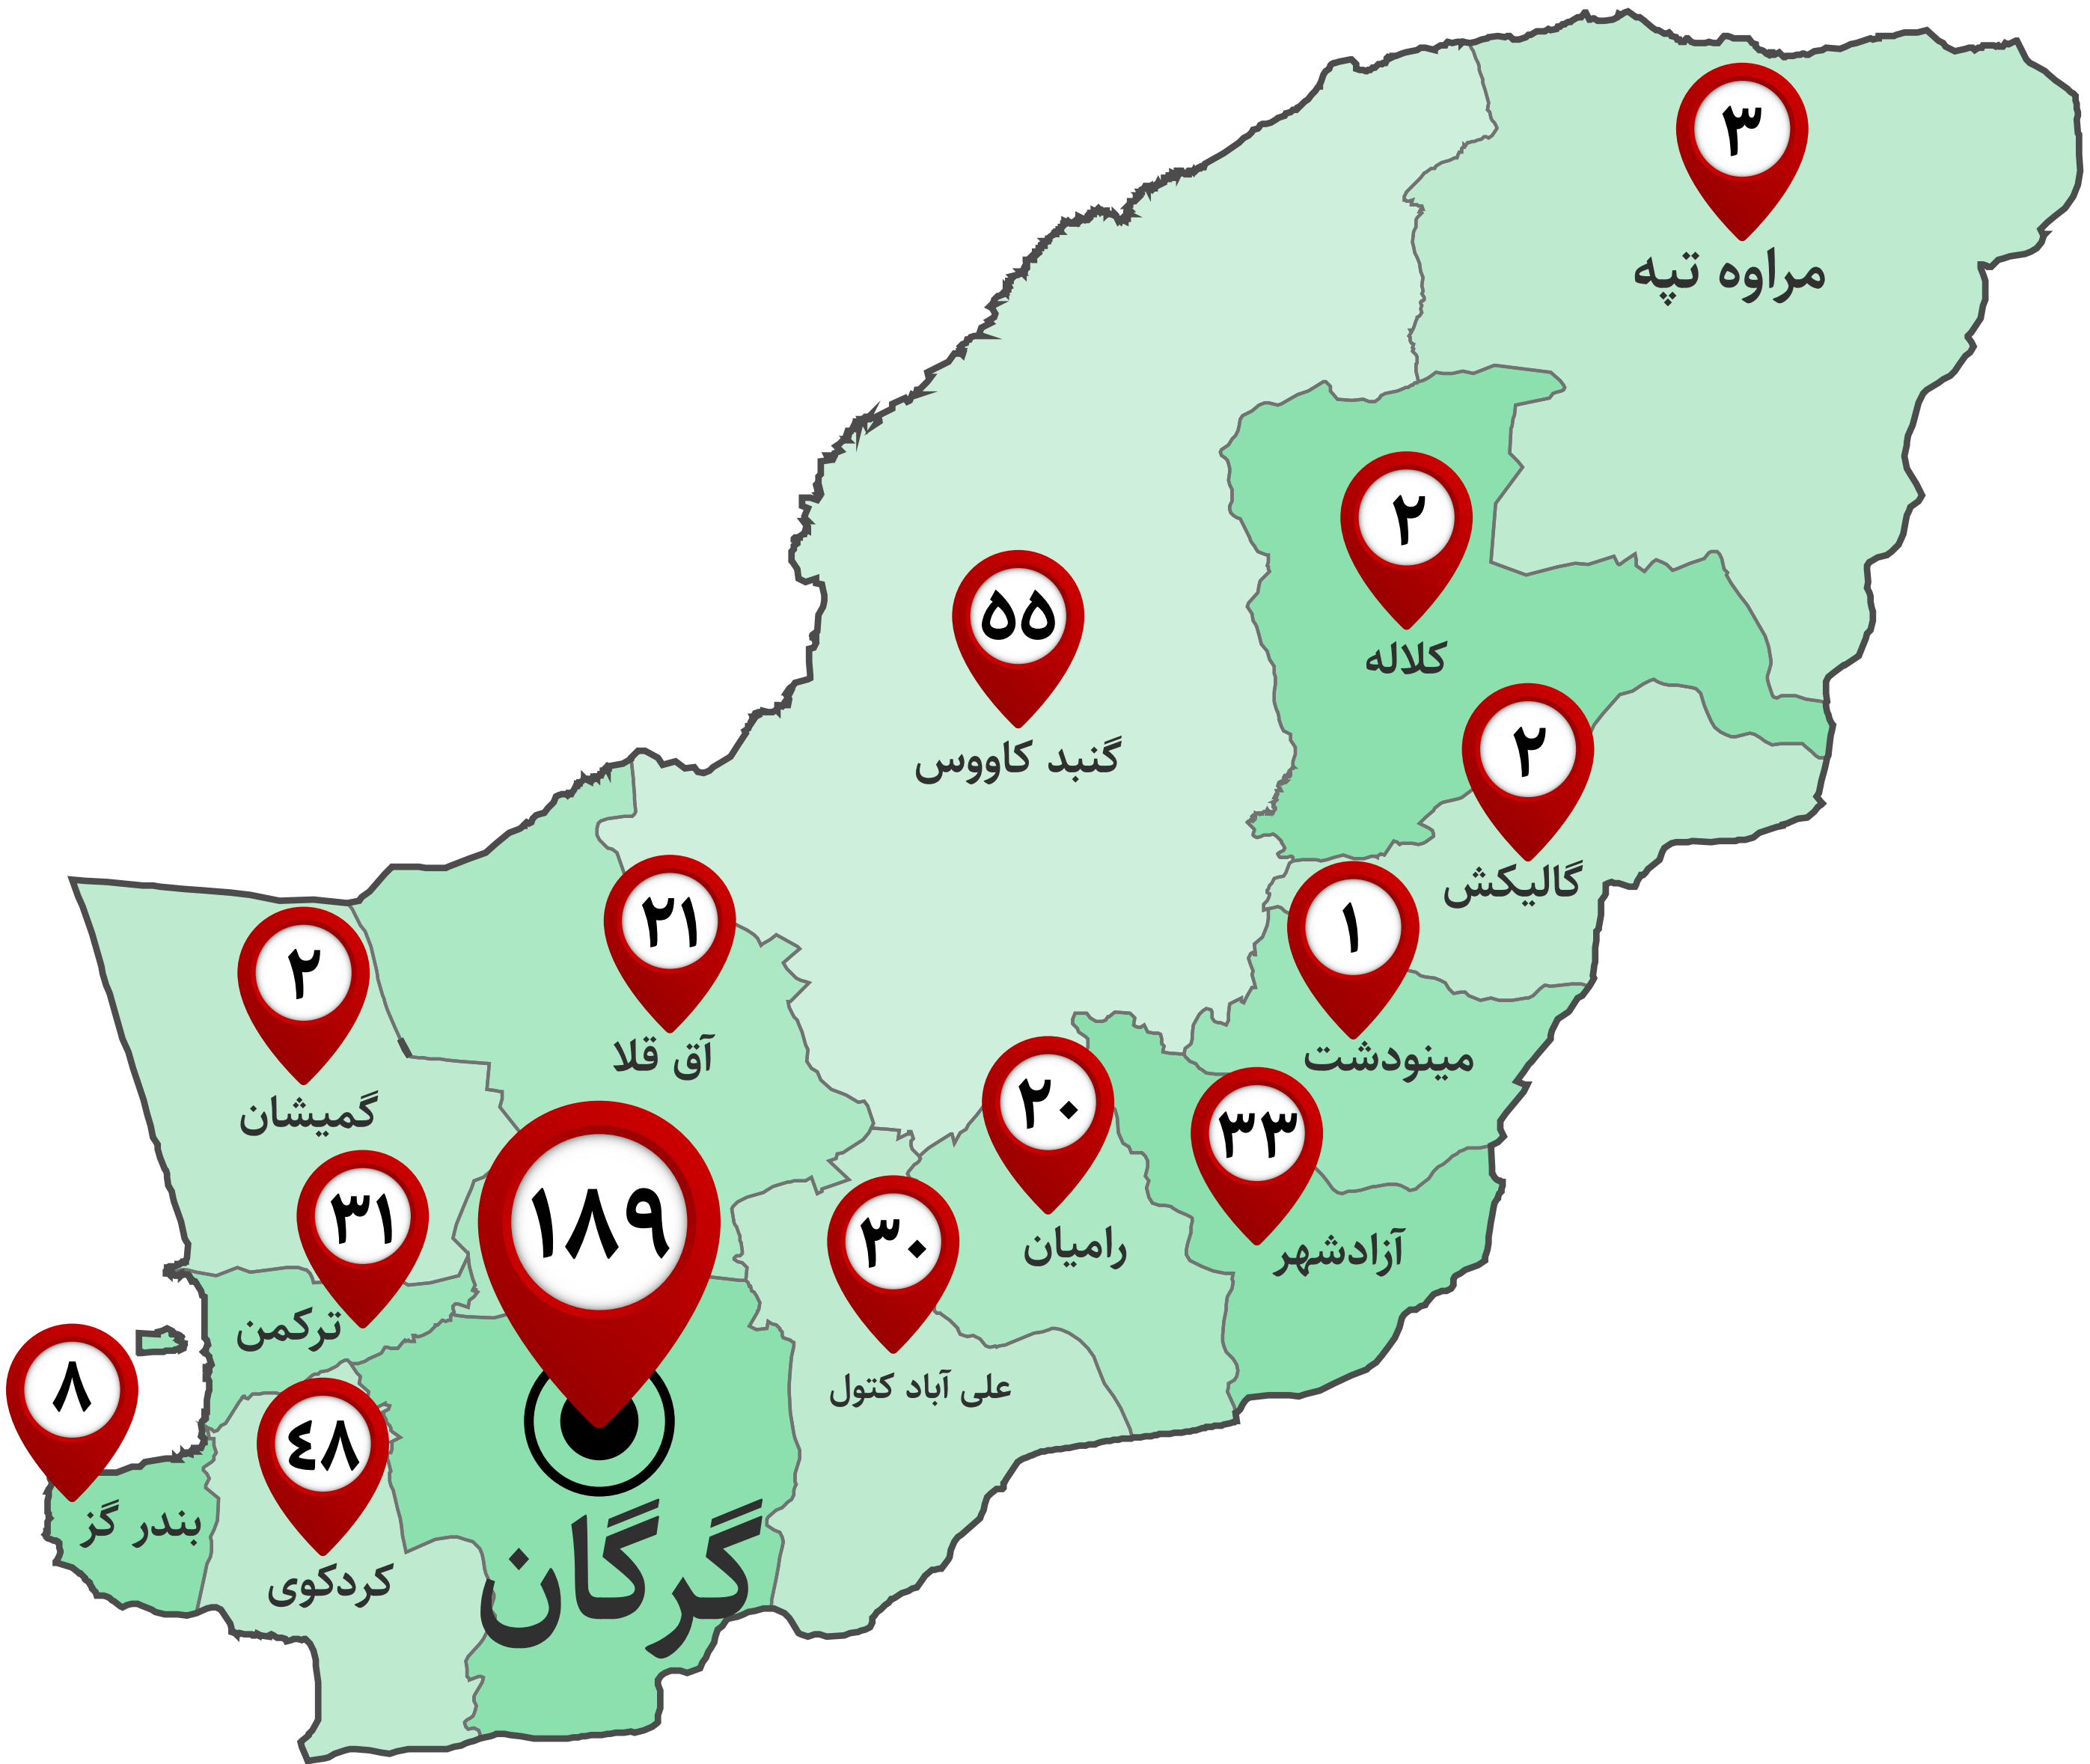 ۳
مراوه تپه
۲
کلاله
۵۵
گنبد کاووس
۲
گالیکش
۱
مینودشت
۲۱
آق قلا
۲
گمیشان
۲۰
رامیان
۳۳
آزادشهر
۳۱
ترکمن
۱۸۹
گرگان
۳۰
علی آباد کتول
۸
بندر گز
٤۸
کردکوی